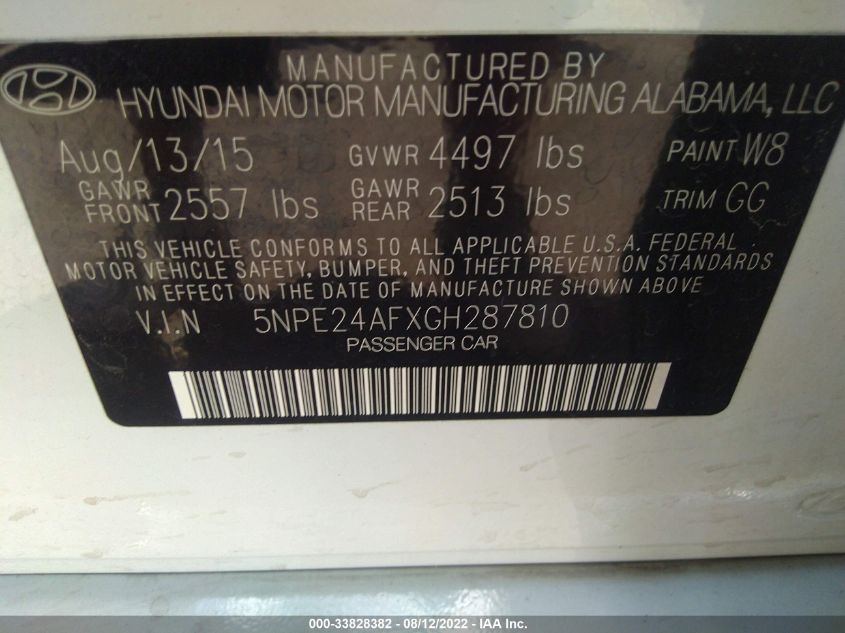 MANUFACTURED BY
HYUNDAI MOTOR MANUFACTURING ALABAMA, LLC
Aug/13/15 GVWR 4497 lbs PAINT W8
GAWR FRONT 2557 lbs GAWR REAR 2513 lbs TRIM GG
THIS VEHICLE CONFORMS TO ALL APPLICABLE U.S.A. FEDERAL
MOTOR VEHICLE SAFETY, BUMPER, AND THEFT PREVENTION STANDARDS
IN EFFECT ON THE DATE OF MANUFACTURE SHOWN ABOVE
V.I.N 5NPE24AFXGH287810
PASSENGER CAR
000-33828382 - 08/12/2022 - IAA Inc.